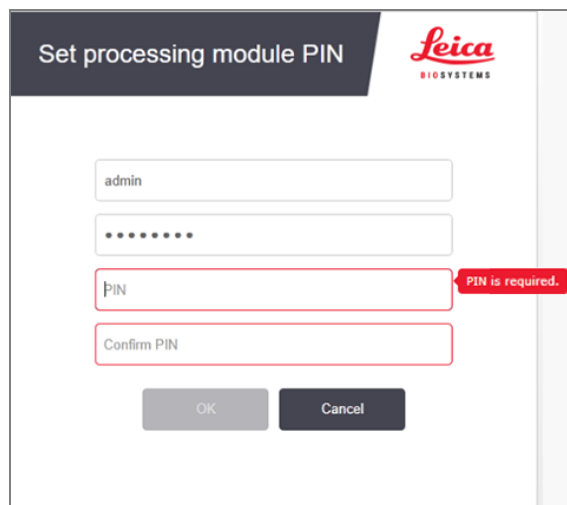 Set processing module PIN
Leica
BIOSYSTEMS
admin
••••••••
PIN
PIN is required.
Confirm PIN
OK
Cancel